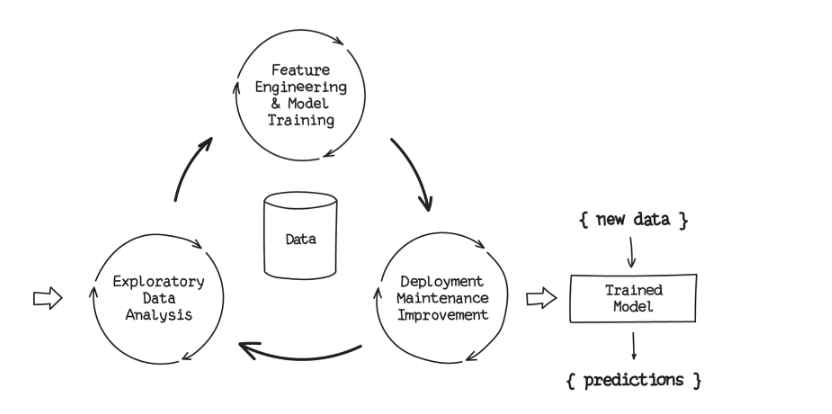 Feature
Engineering
& Model
Training
Data
Exploratory
Data
Analysis
Deployment
Maintenance
Improvement
{ new data }
Trained
Model
{ predictions }